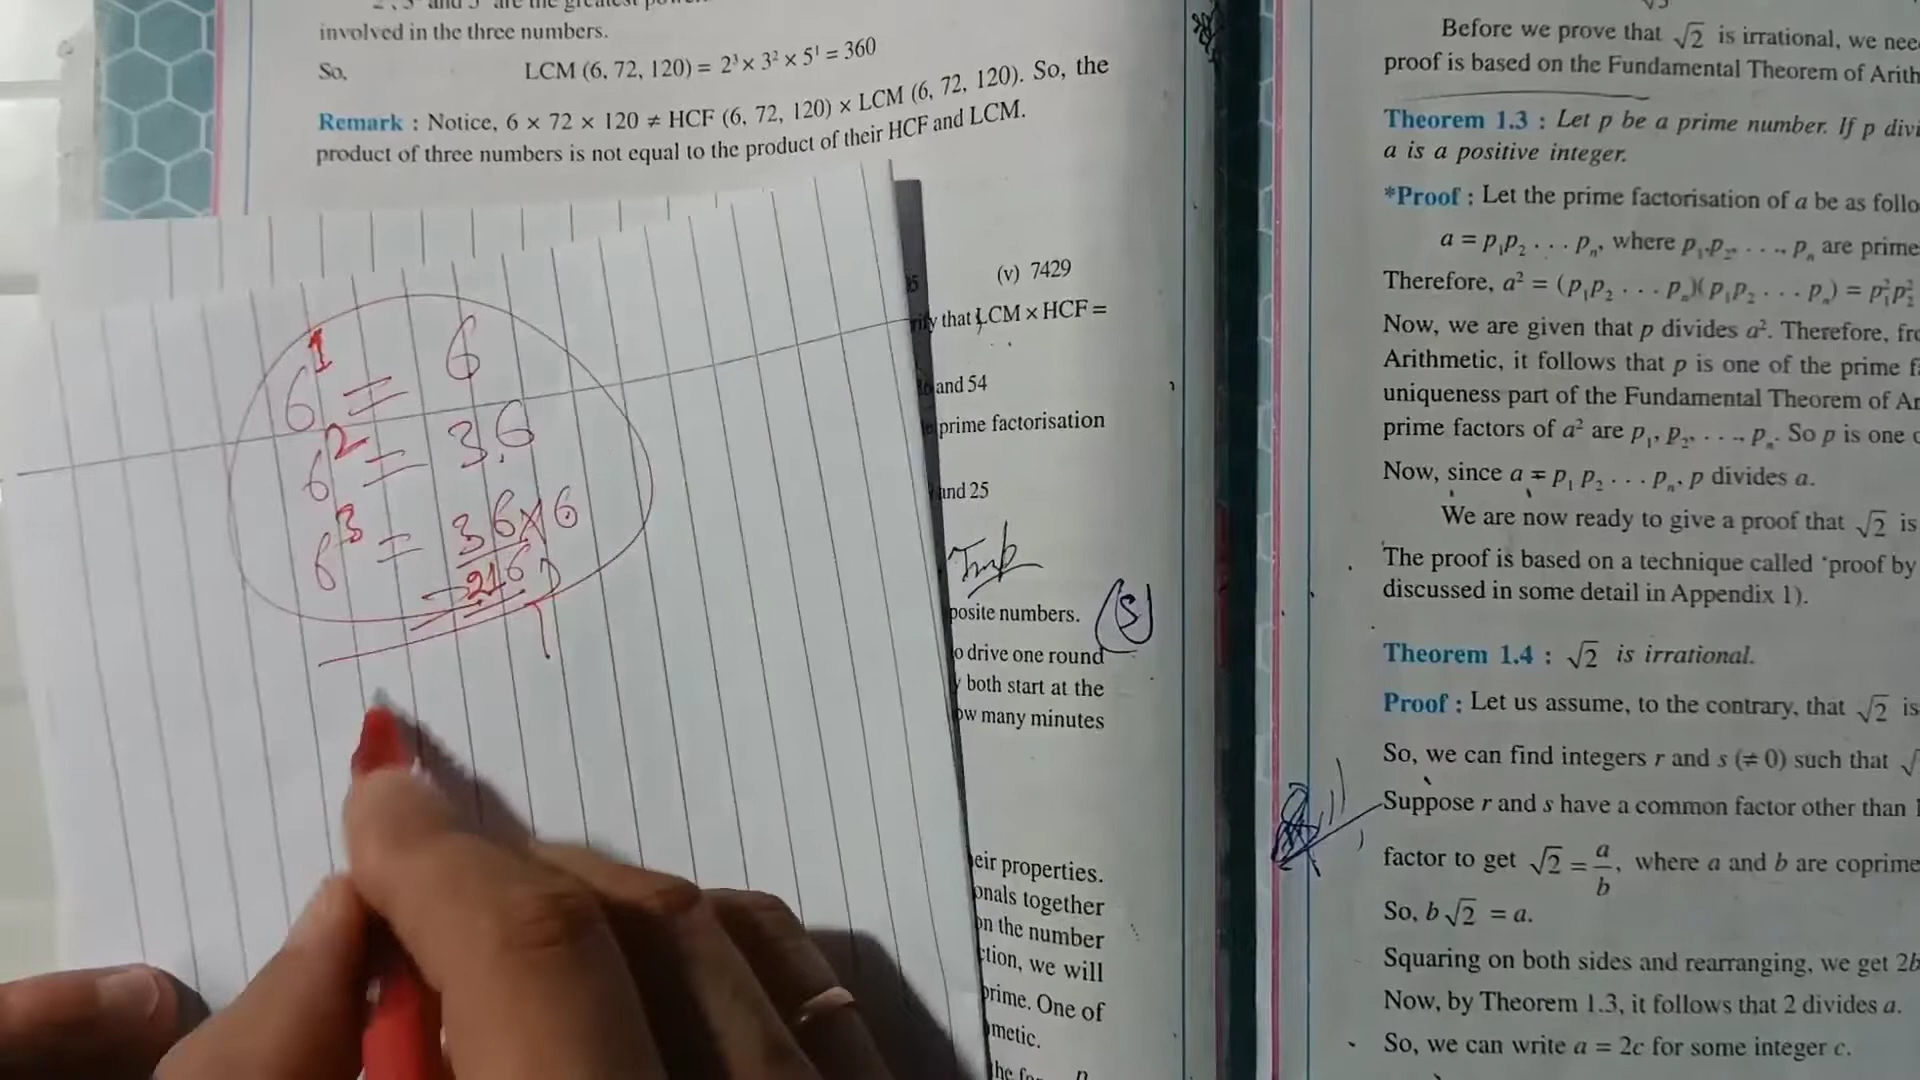 involved in the three numbers.
So, LCM (6, 72, 120) = 2³ × 3² × 5¹ = 360
Remark : Notice, 6 × 72 × 120 ≠ HCF (6, 72, 120) × LCM (6, 72, 120). So, the
product of three numbers is not equal to the product of their HCF and LCM.
6¹ = 6
6² = 36
6³ = 36×6
= 216
(v) 7429
that LCM × HCF =
and 54
prime factorisation
and 25
Imp
posite numbers. (5)
o drive one round
both start at the
ow many minutes
eir properties.
onals together
on the number
ction, we will
prime. One of
metic.
Before we prove that √2 is irrational, we nee
proof is based on the Fundamental Theorem of Arith
Theorem 1.3 : Let p be a prime number. If p divi
a is a positive integer.
*Proof : Let the prime factorisation of a be as follo
a = p₁p₂ . . . pₙ, where p₁,p₂, . . ., pₙ are prime
Therefore, a² = (p₁p₂ . . . pₙ)(p₁p₂ . . . pₙ) = p₁²p₂²
Now, we are given that p divides a². Therefore, fro
Arithmetic, it follows that p is one of the prime fa
uniqueness part of the Fundamental Theorem of Ar
prime factors of a² are p₁, p₂, . . ., pₙ. So p is one o
Now, since a = p₁ p₂ . . . pₙ, p divides a.
We are now ready to give a proof that √2 is
The proof is based on a technique called 'proof by
discussed in some detail in Appendix 1).
Theorem 1.4 : √2 is irrational.
Proof : Let us assume, to the contrary, that √2 is
So, we can find integers r and s (≠ 0) such that √
Suppose r and s have a common factor other than 1
factor to get √2 = a/b, where a and b are coprime
So, b√2 = a.
Squaring on both sides and rearranging, we get 2b
Now, by Theorem 1.3, it follows that 2 divides a.
So, we can write a = 2c for some integer c.